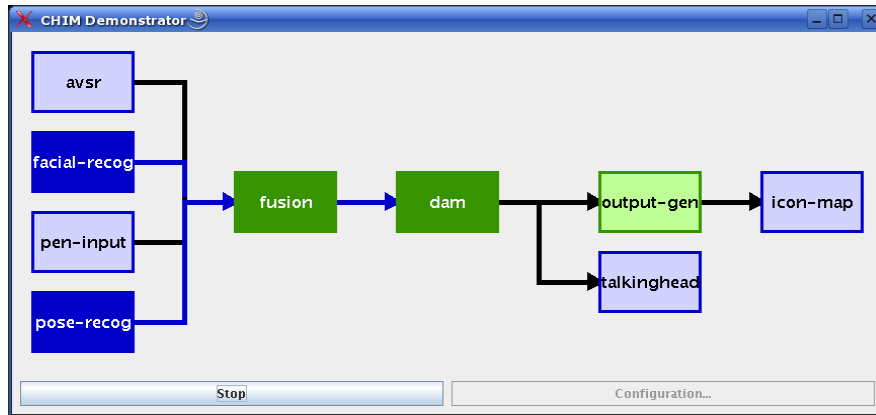 CHIM Demonstrator
avsr
facial-recog
pen-input
pose-recog
fusion
dam
output-gen
icon-map
talkinghead
Stop
Configuration...